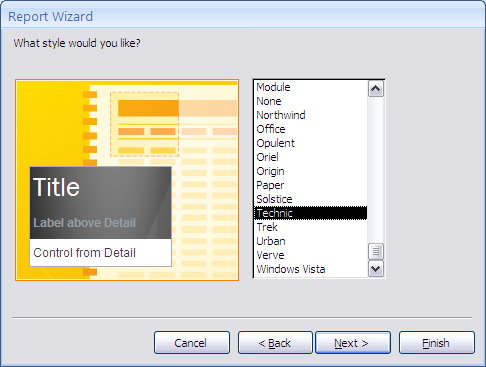 Report Wizard
What style would you like?
Title
Label above Detail
Control from Detail
Module
None
Northwind
Office
Opulent
Oriel
Origin
Paper
Solstice
Technic
Trek
Urban
Verve
Windows Vista
Cancel
< Back
Next >
Finish